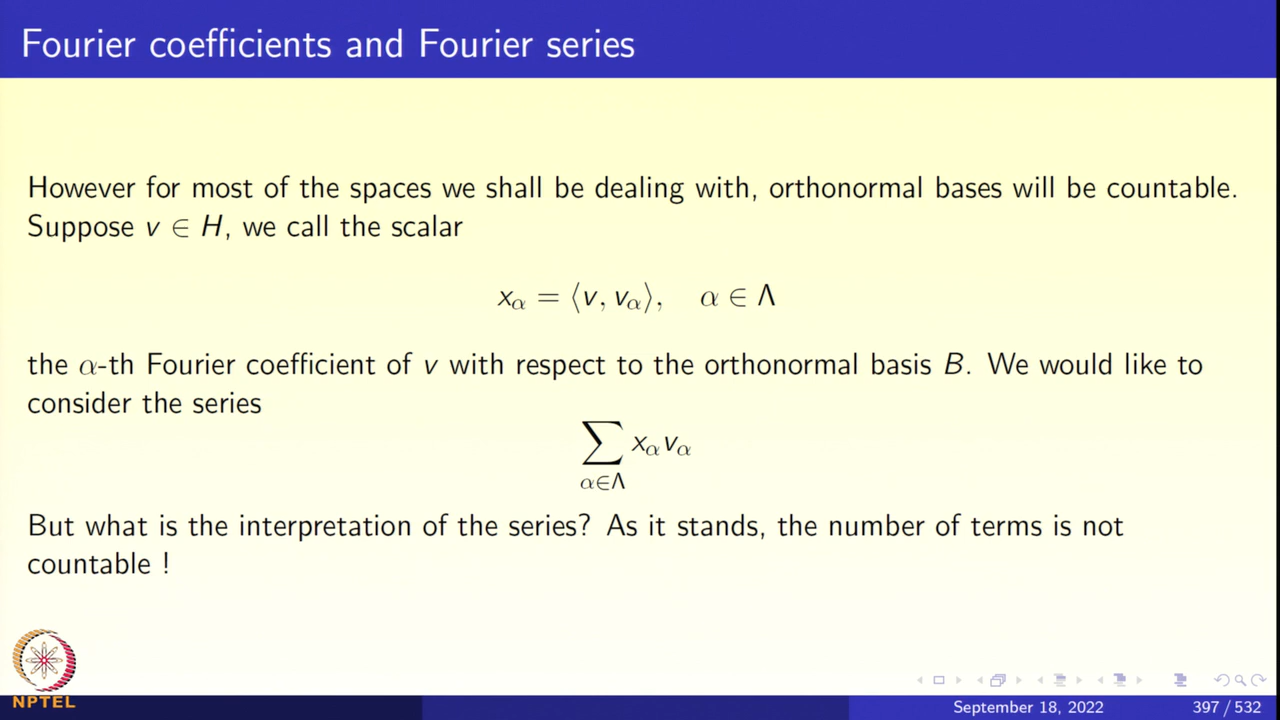 Fourier coefficients and Fourier series
However for most of the spaces we shall be dealing with, orthonormal bases will be countable.
Suppose v ∈ H, we call the scalar
x_α = ⟨v, v_α⟩, α ∈ Λ
the α-th Fourier coefficient of v with respect to the orthonormal basis B. We would like to
consider the series
∑_{α∈Λ} x_α v_α
But what is the interpretation of the series? As it stands, the number of terms is not
countable !
NPTEL
September 18, 2022 397 / 532